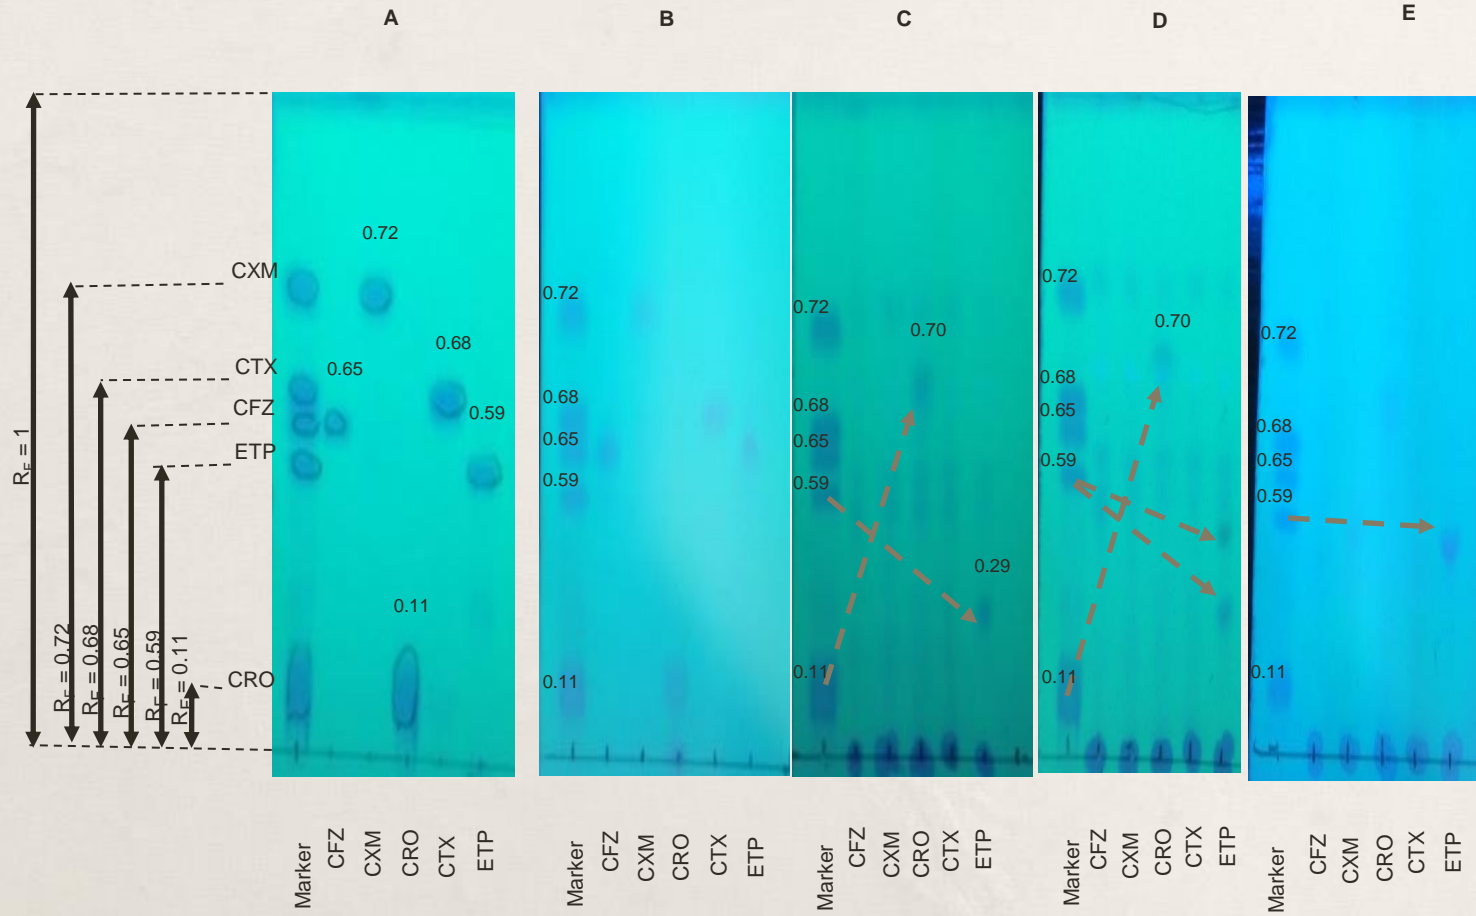 A
B
C
D
E
R_F = 1
R_F = 0.72
R_F = 0.68
R_F = 0.65
R_F = 0.59
R_F = 0.11
CXM
CTX
CFZ
ETP
CRO
0.72
0.68
0.65
0.59
0.11
Marker
CFZ
CXM
CRO
CTX
ETP
0.72
0.68
0.65
0.59
0.11
Marker
CFZ
CXM
CRO
CTX
ETP
0.72
0.70
0.68
0.65
0.59
0.29
0.11
Marker
CFZ
CXM
CRO
CTX
ETP
0.72
0.70
0.68
0.65
0.59
0.11
Marker
CFZ
CXM
CRO
CTX
ETP
0.72
0.68
0.65
0.59
0.11
Marker
CFZ
CXM
CRO
CTX
ETP